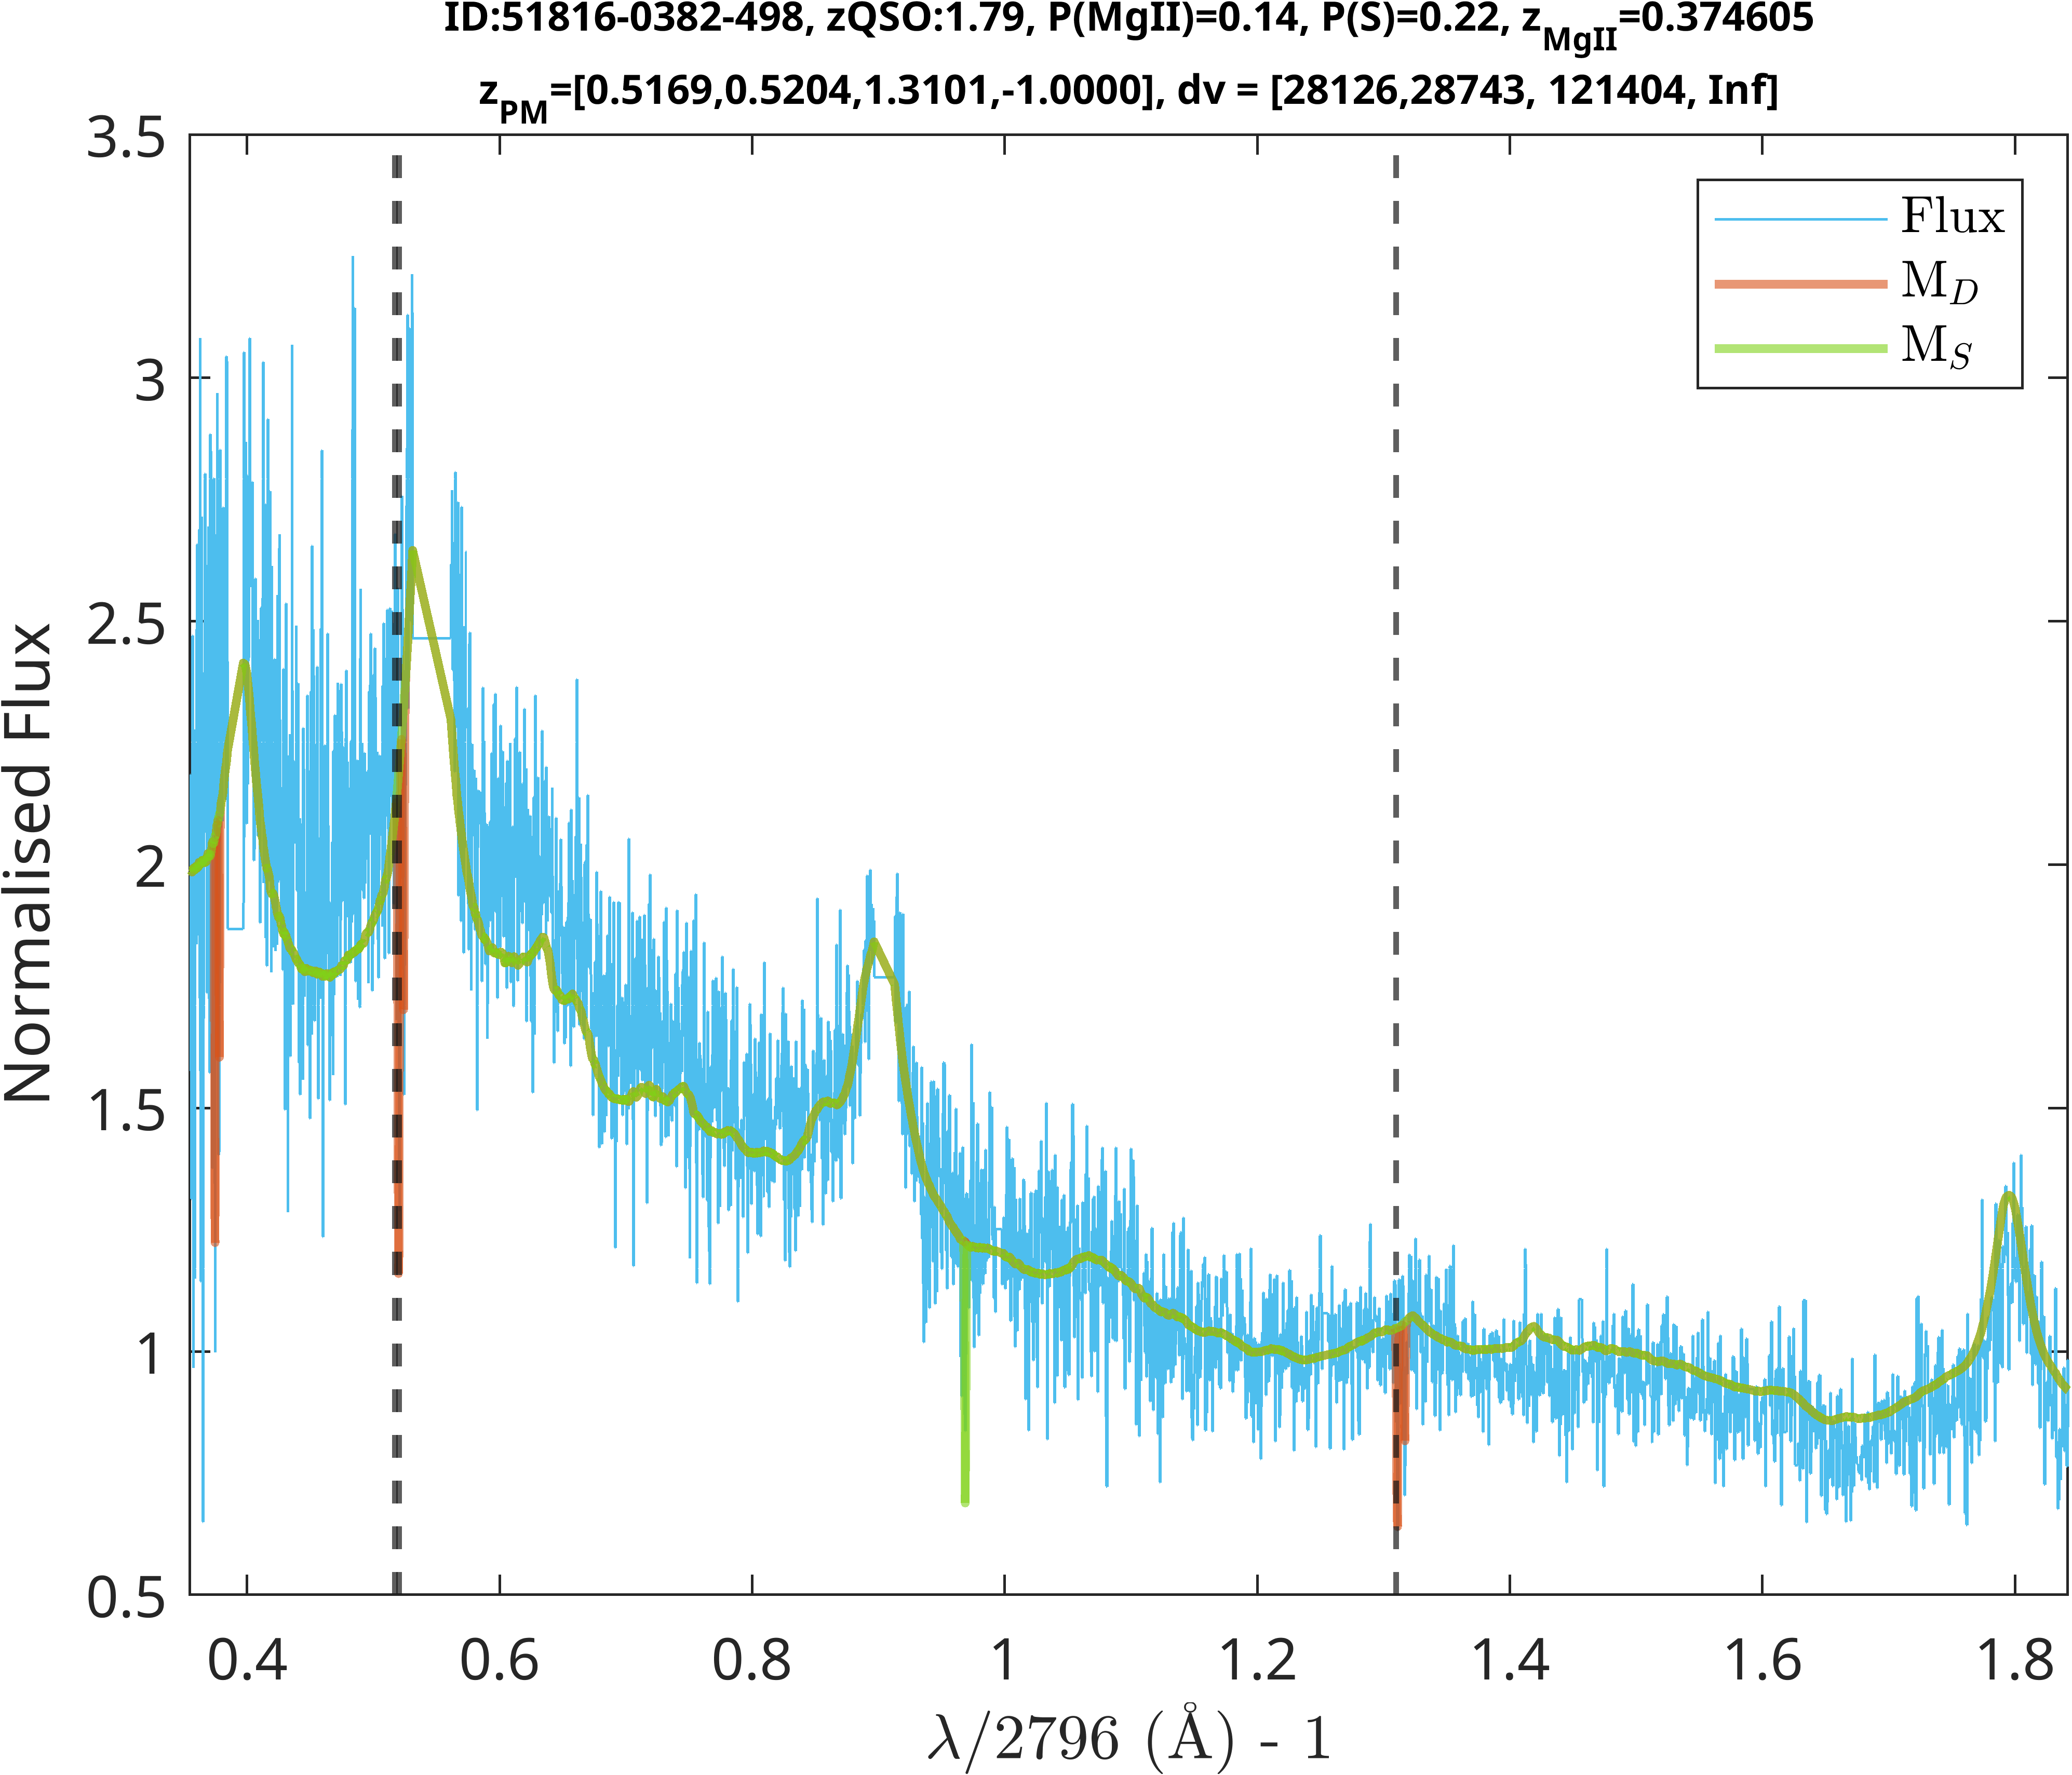 ID:51816-0382-498, zQSO:1.79, P(MgII)=0.14, P(S)=0.22, zMgII=0.374605
zPM=[0.5169,0.5204,1.3101,-1.0000], dv = [28126,28743, 121404, Inf]
3.5
3
2.5
2
1.5
1
0.5
Normalised Flux
Flux
MD
MS
0.4
0.6
0.8
1
1.2
1.4
1.6
1.8
λ/2796 (Å) - 1